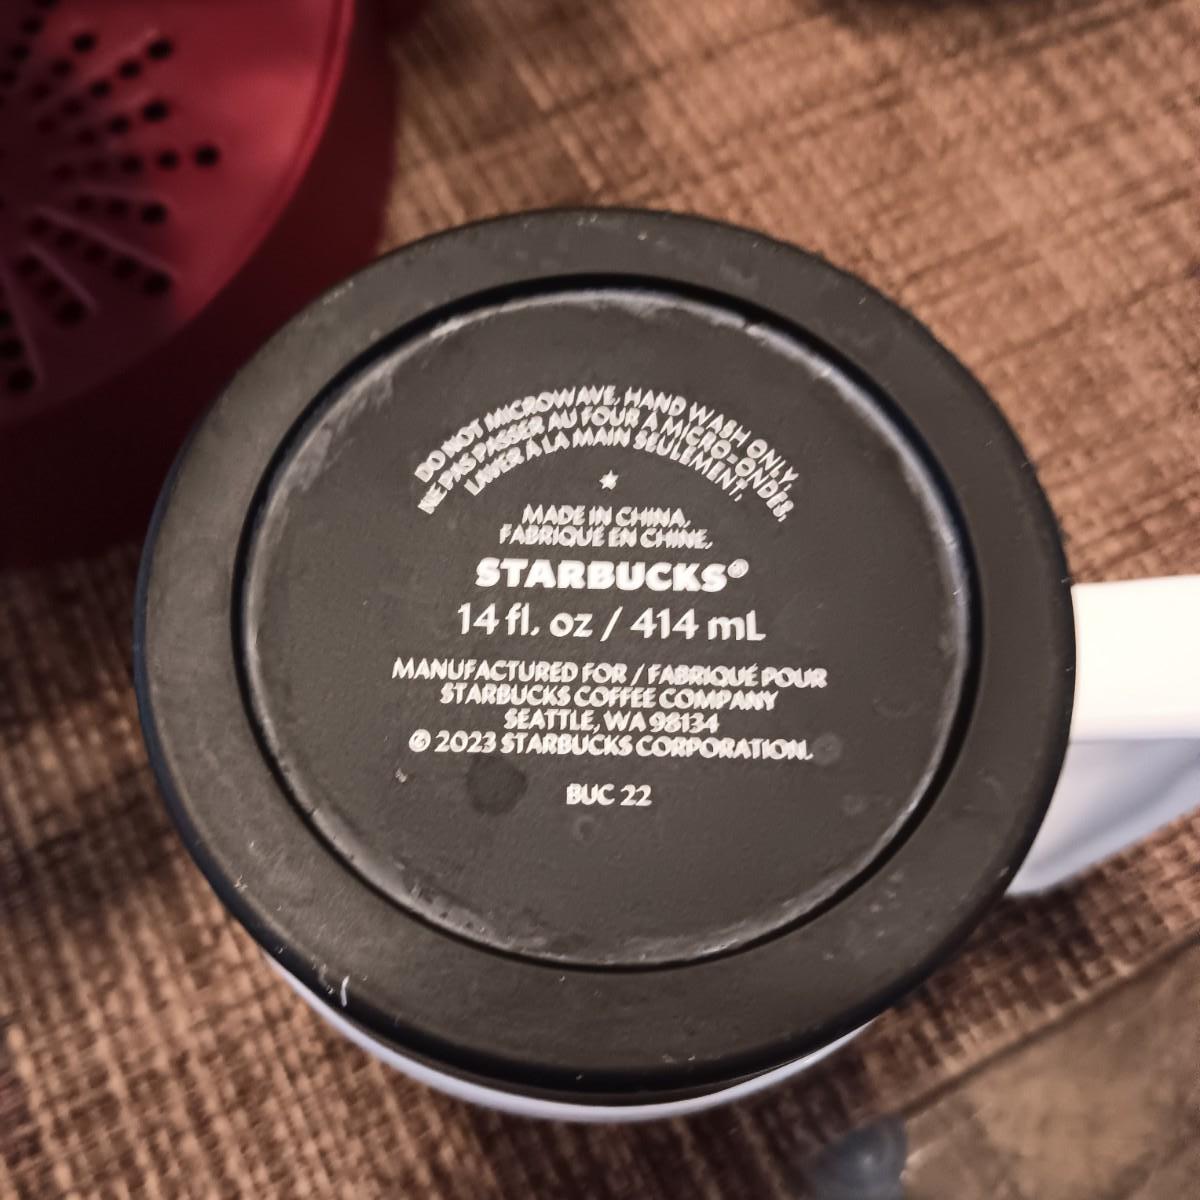 DO NOT MICROWAVE, HAND WASH ONLY,
NE PAS PASSER AU FOUR À MICRO-ONDES,
LAVER À LA MAIN SEULEMENT,
MADE IN CHINA,
FABRIQUÉ EN CHINE,
STARBUCKS®
14 fl. oz / 414 mL
MANUFACTURED FOR / FABRIQUÉ POUR
STARBUCKS COFFEE COMPANY
SEATTLE, WA 98134
© 2023 STARBUCKS CORPORATION.
BUC 22